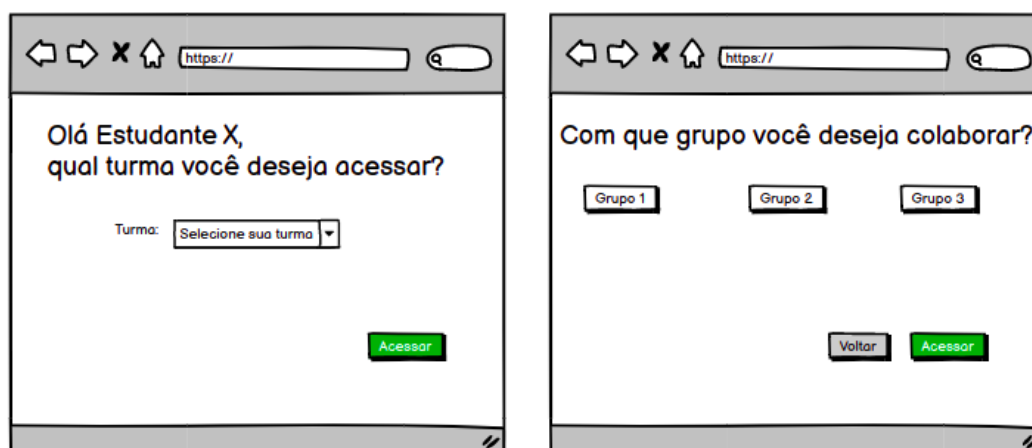 https://
Olá Estudante X,
qual turma você deseja acessar?
Turma:
Selecione sua turma
Acessar
https://
Com que grupo você deseja colaborar?
Grupo 1
Grupo 2
Grupo 3
Voltar
Acessar